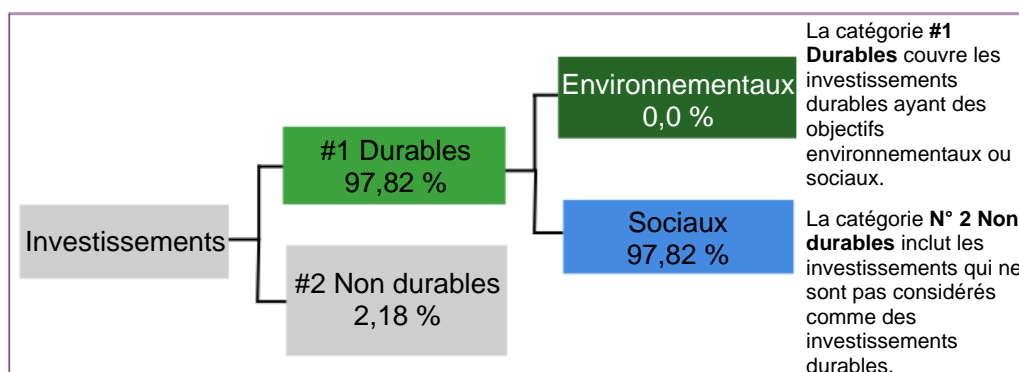 Investissements
#1 Durables
97,82 %
#2 Non durables
2,18 %
Environnementaux
0,0 %
Sociaux
97,82 %
La catégorie #1
Durables couvre les
investissements
durables ayant des
objectifs
environnementaux ou
sociaux.
La catégorie N° 2 Non
durables inclut les
investissements qui ne
sont pas considérés
comme des
investissements
durables.